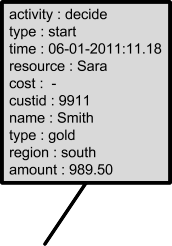 activity : decide
type : start
time : 06-01-2011:11.18
resource : Sara
cost :  -
custid : 9911
name : Smith
type : gold
region : south
amount : 989.50